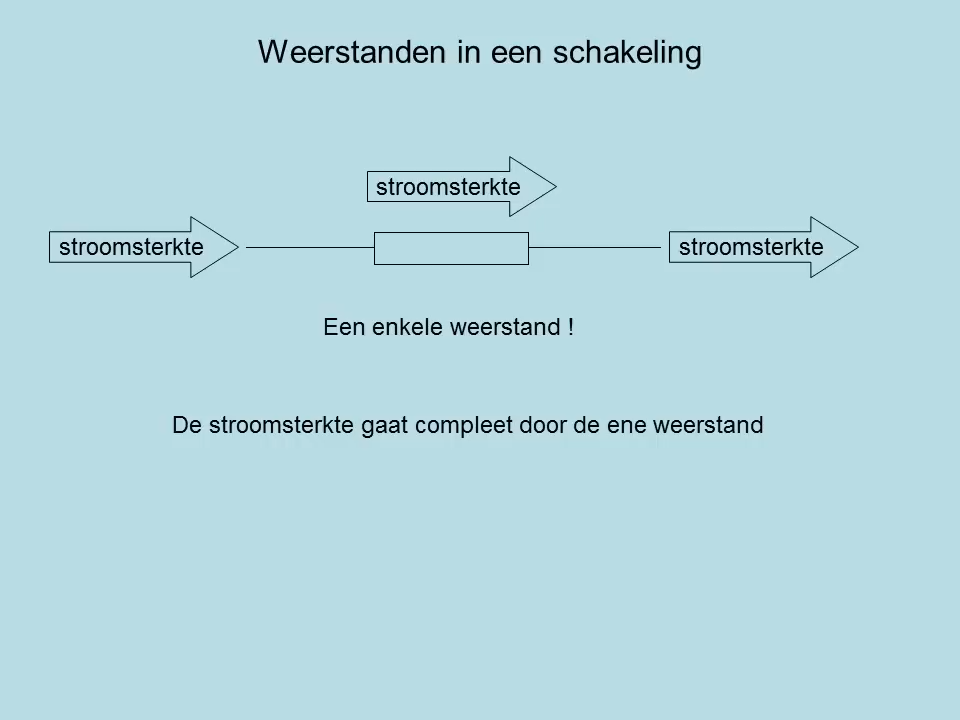 Weerstanden in een schakeling
stroomsterkte
stroomsterkte
stroomsterkte
Een enkele weerstand !
De stroomsterkte gaat compleet door de ene weerstand